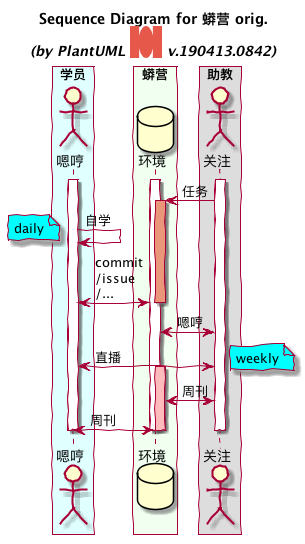 Sequence Diagram for 蟒营 orig.
(by PlantUML v.190413.0842)
学员 蟒营 助教
嗯哼 环境 关注
任务
自学
daily
commit
/issue
/...
嗯哼
直播
weekly
周刊
周刊
嗯哼 环境 关注